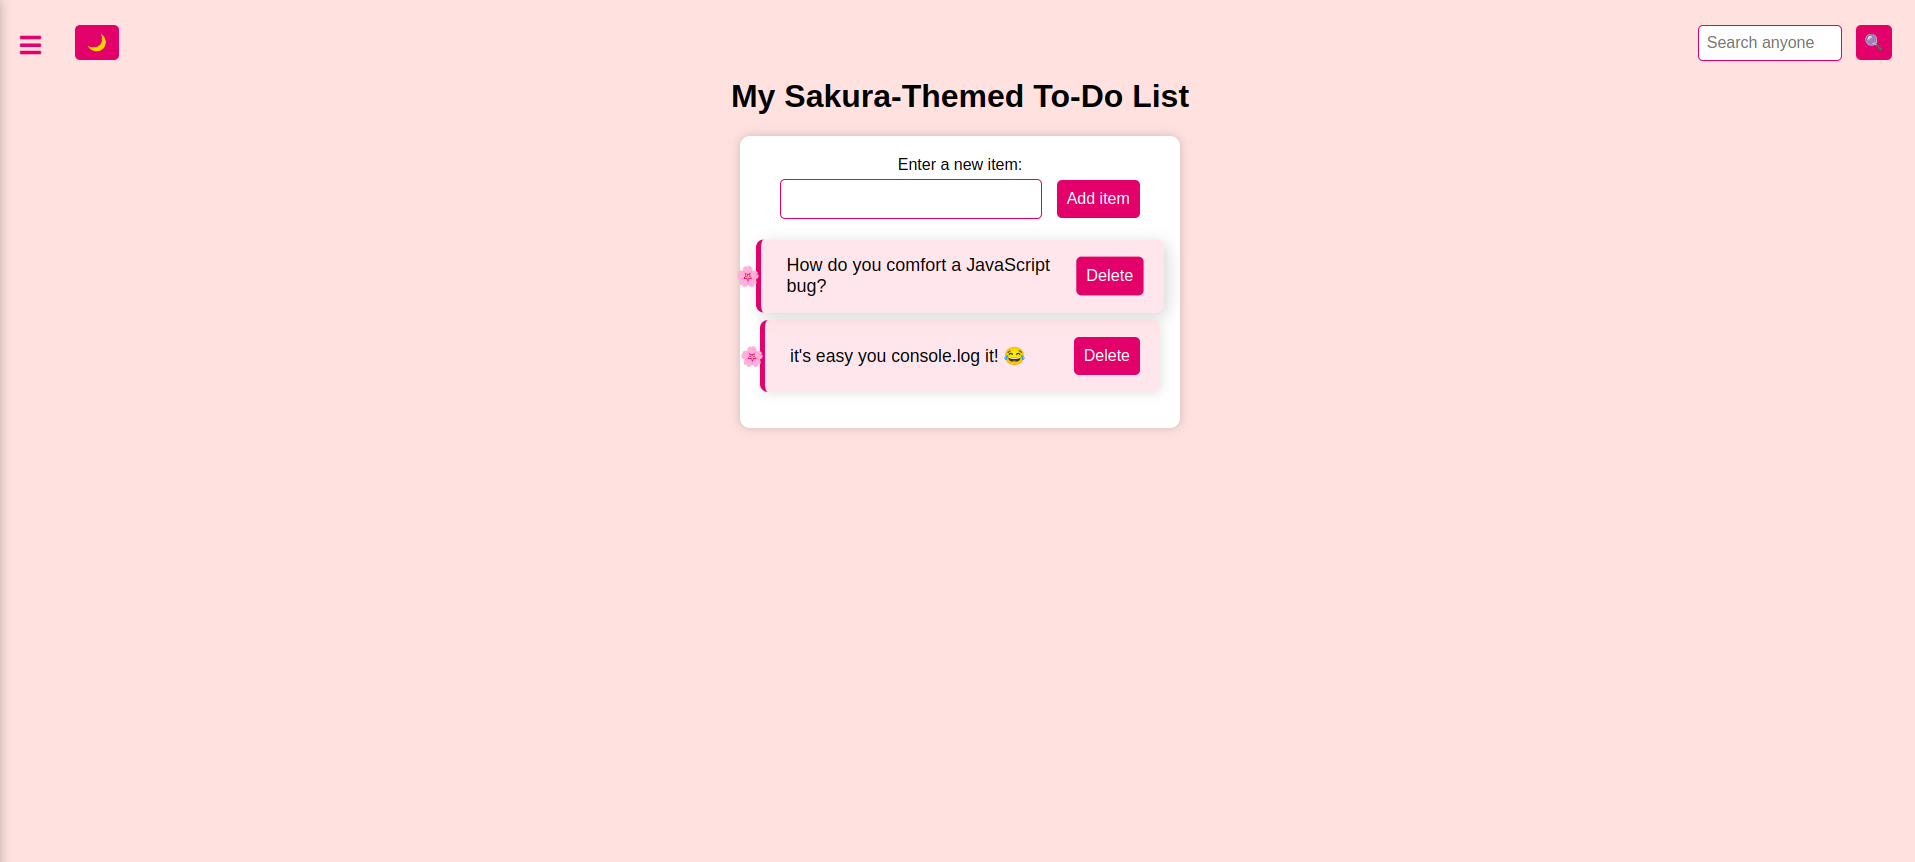 Search anyone
My Sakura-Themed To-Do List
Enter a new item:
Add item
How do you comfort a JavaScript
bug?
Delete
it's easy you console.log it! 😂
Delete